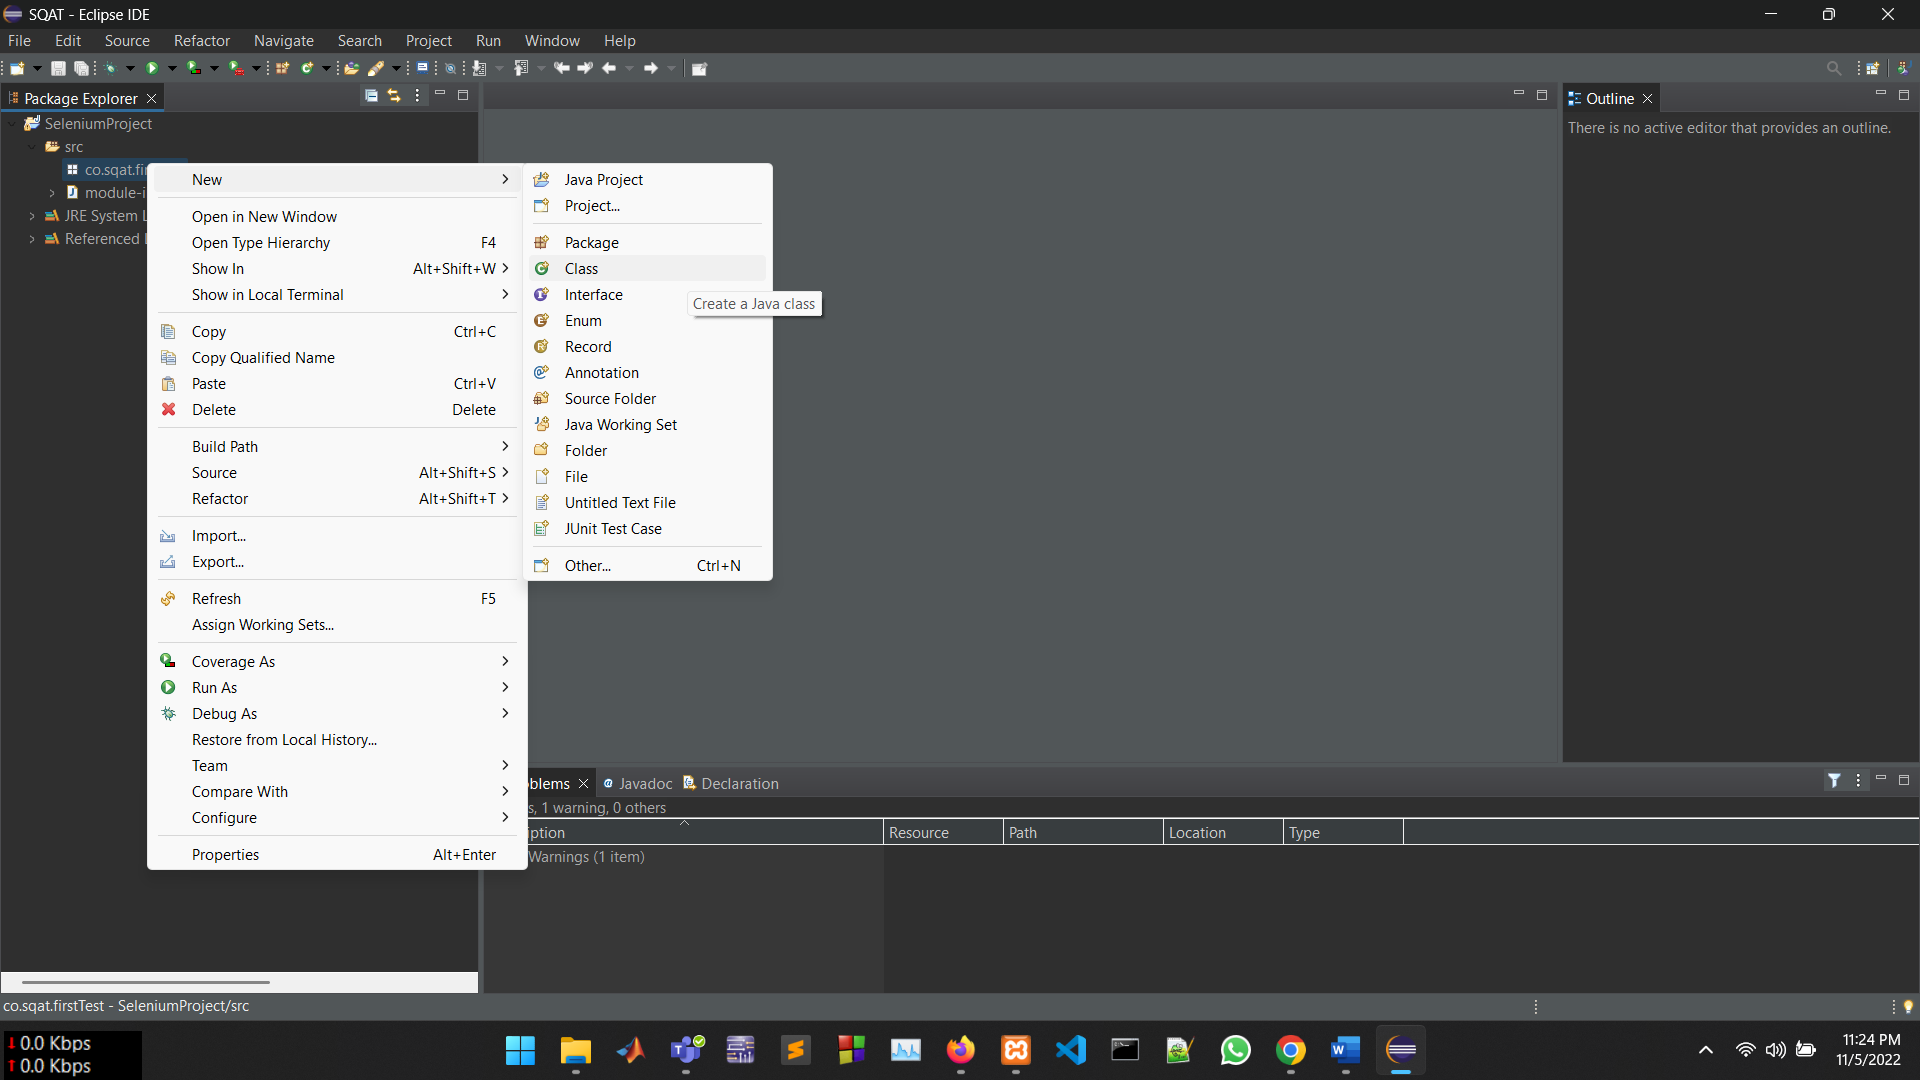 SQAT - Eclipse IDE
File Edit Source Refactor Navigate Search Project Run Window Help
Package Explorer
SeleniumProject
src
co.sqat.fir
module-i
JRE System L
Referenced
New
Open in New Window
Open Type Hierarchy F4
Show In Alt+Shift+W
Show in Local Terminal
Copy Ctrl+C
Copy Qualified Name
Paste Ctrl+V
Delete Delete
Build Path
Source Alt+Shift+S
Refactor Alt+Shift+T
Import...
Export...
Refresh F5
Assign Working Sets...
Coverage As
Run As
Debug As
Restore from Local History...
Team
Compare With
Configure
Properties Alt+Enter
Java Project
Project...
Package
Class
Interface
Create a Java class
Enum
Record
Annotation
Source Folder
Java Working Set
Folder
File
Untitled Text File
JUnit Test Case
Other... Ctrl+N
Outline
There is no active editor that provides an outline.
oblems Javadoc Declaration
s, 1 warning, 0 others
iption Resource Path Location Type
Warnings (1 item)
co.sqat.firstTest - SeleniumProject/src
0.0 Kbps
0.0 Kbps
11:24 PM
11/5/2022